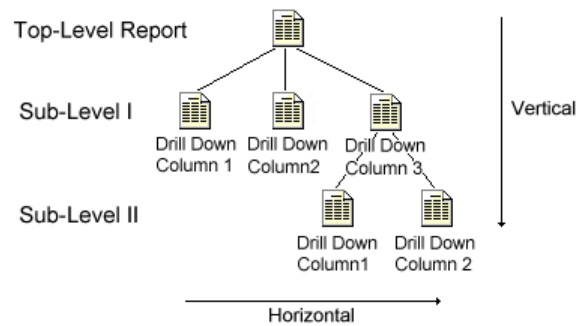 Top-Level Report
Sub-Level I
Vertical
Drill Down
Column 1
Drill Down
Column2
Drill Down
Column 3
Sub-Level II
Drill Down
Column1
Drill Down
Column 2
Horizontal